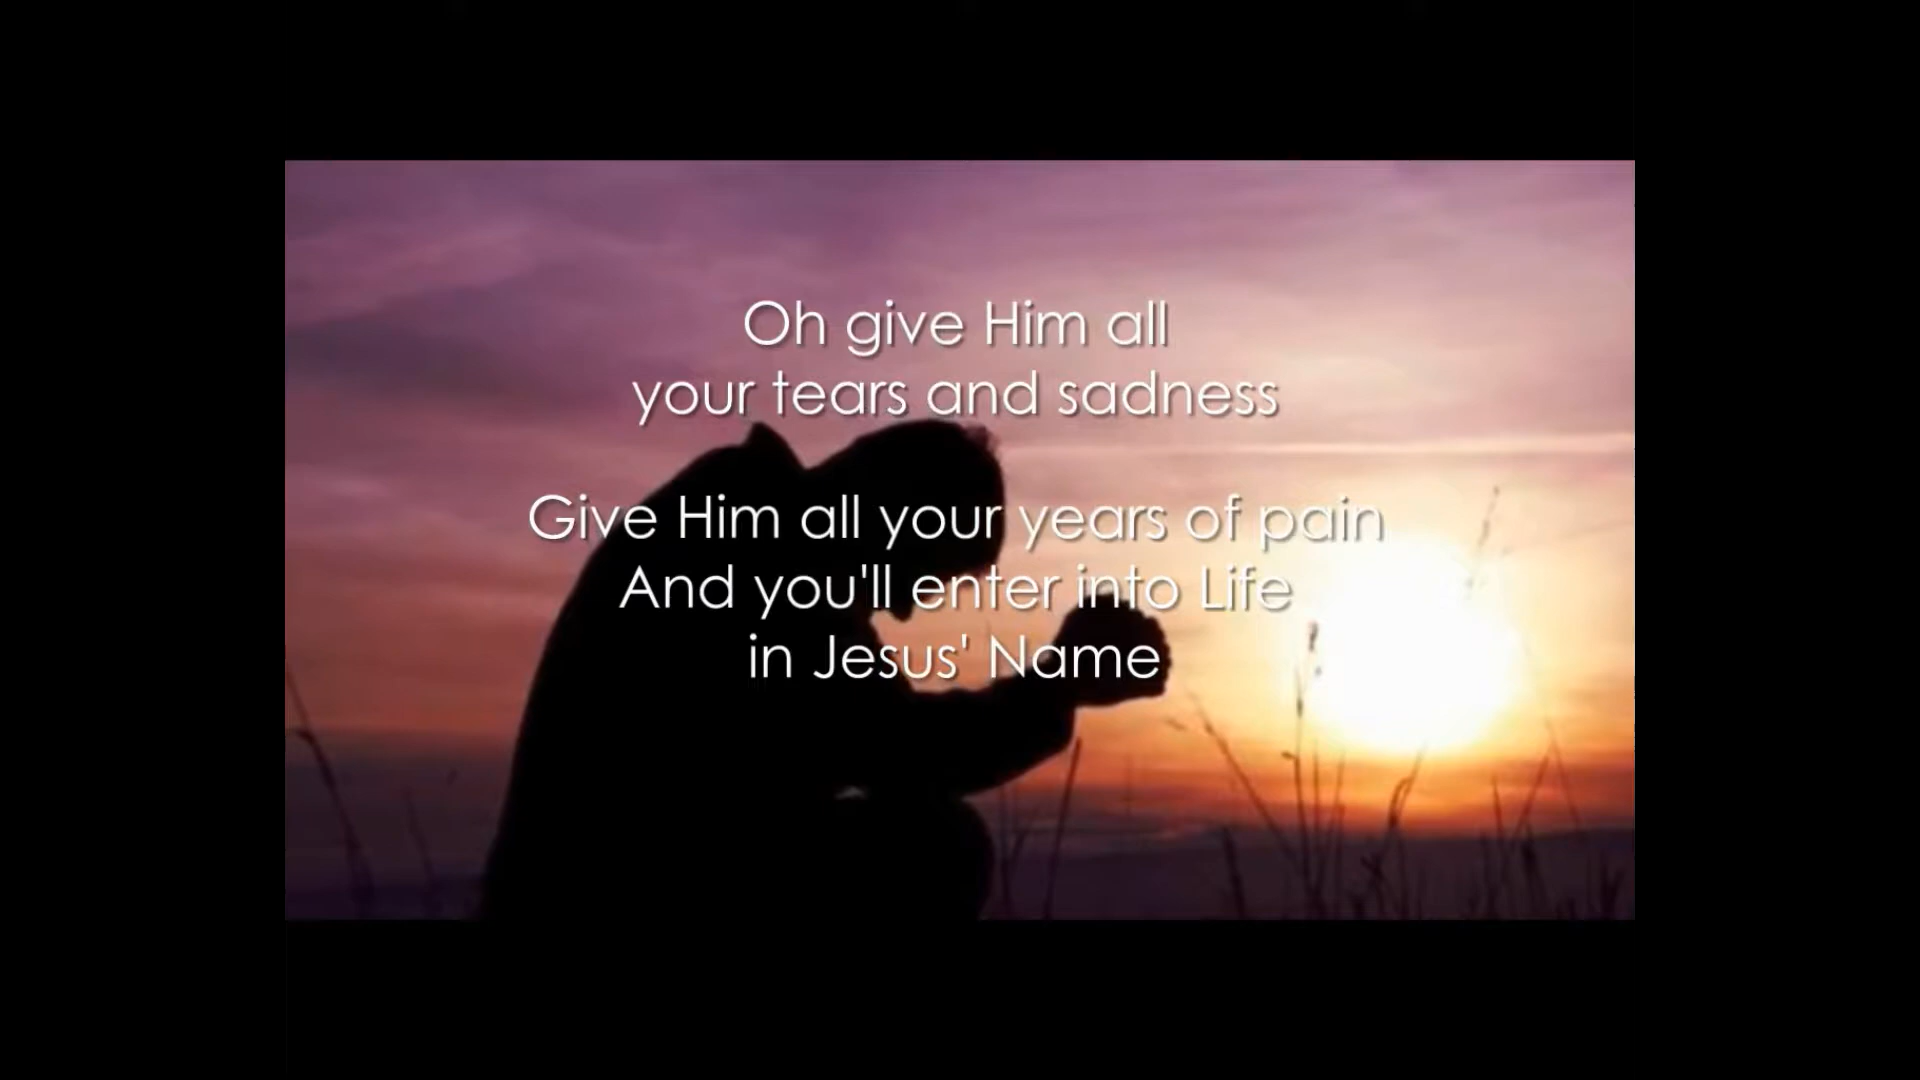 Oh give Him all
your tears and sadness
Give Him all your years of pain
And you'll enter into Life
in Jesus' Name